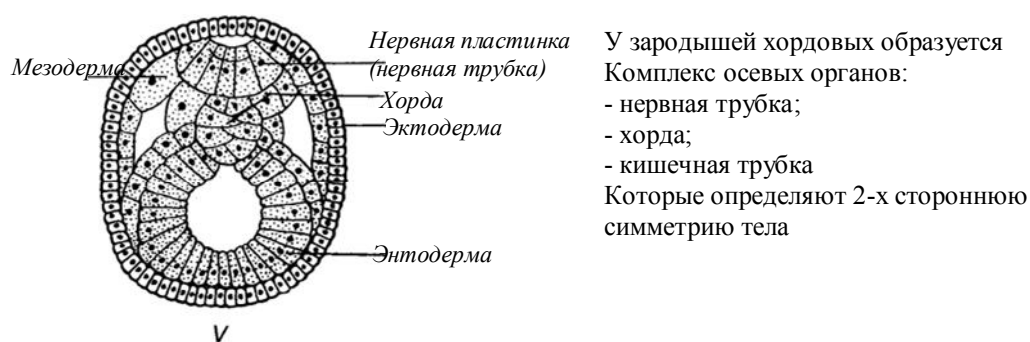 Мезодерма
Нервная пластинка
(нервная трубка)
Хорда
Эктодерма
Энтодерма
V
У зародышей хордовых образуется
Комплекс осевых органов:
- нервная трубка;
- хорда;
- кишечная трубка
Которые определяют 2-х стороннюю
симметрию тела